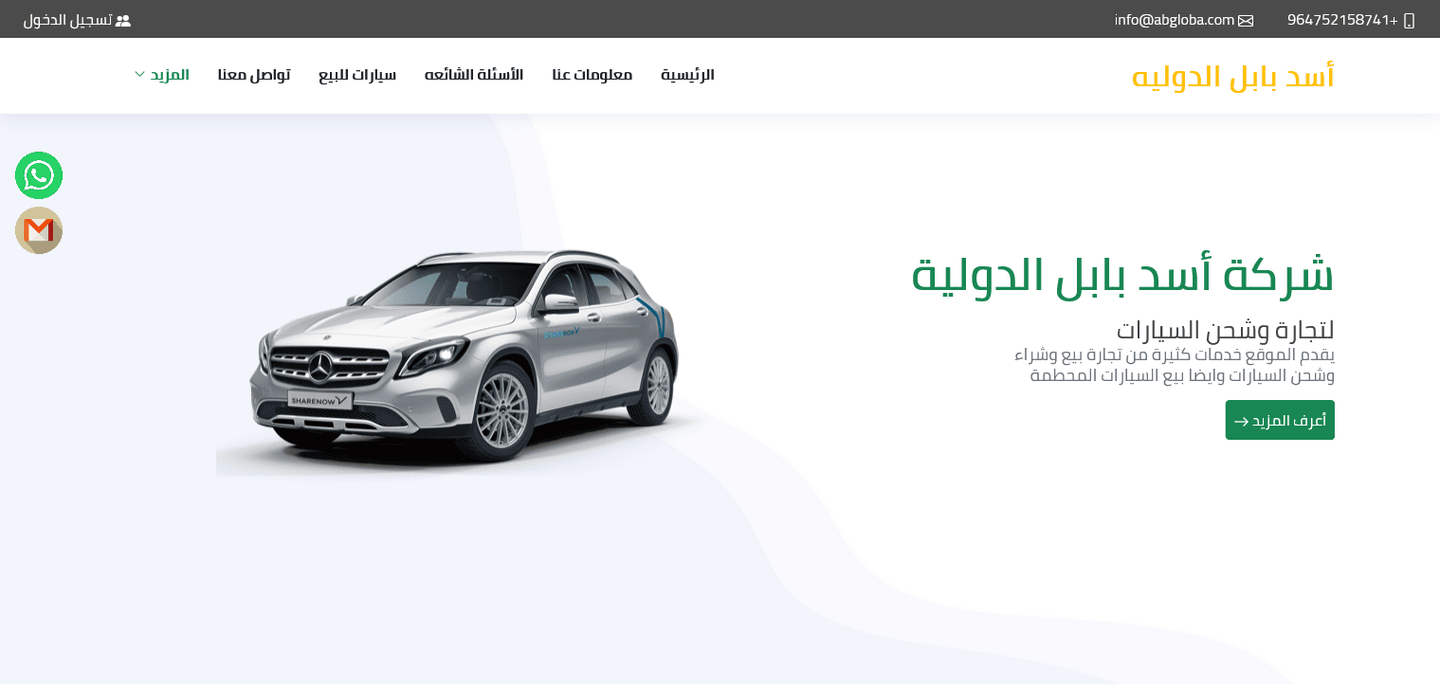 964752158741+
info@abgloba.com
تسجيل الدخول
أسد بابل الدوليه
الرئيسية
معلومات عنا
الأسئلة الشائعه
سيارات للبيع
تواصل معنا
المزيد
شركة أسد بابل الدولية
لتجارة وشحن السيارات
يقدم الموقع خدمات كثيرة من تجارة بيع وشراء
وشحن السيارات وايضا بيع السيارات المحطمة
أعرف المزيد
SHARENOW